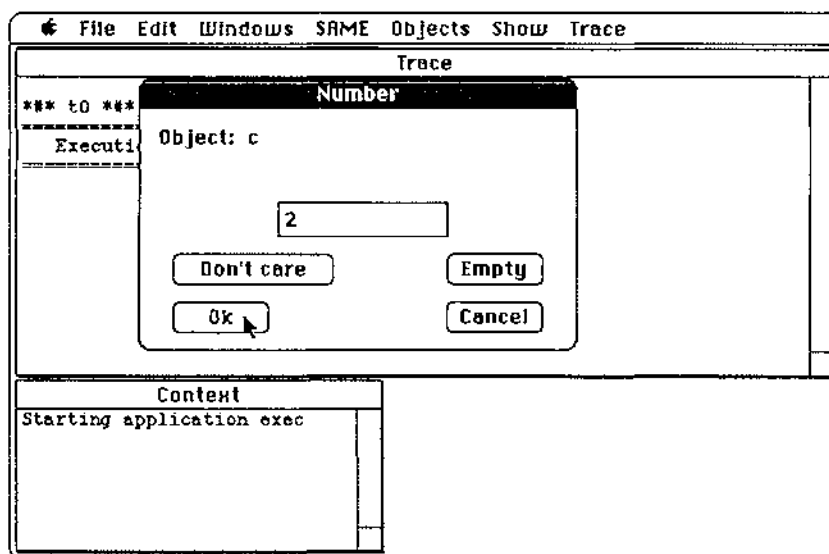 File Edit Windows SAME Objects Show Trace
Trace
Number
*** to ***
Executi
Object: c
2
Don't care Empty
Ok Cancel
Context
Starting application exec